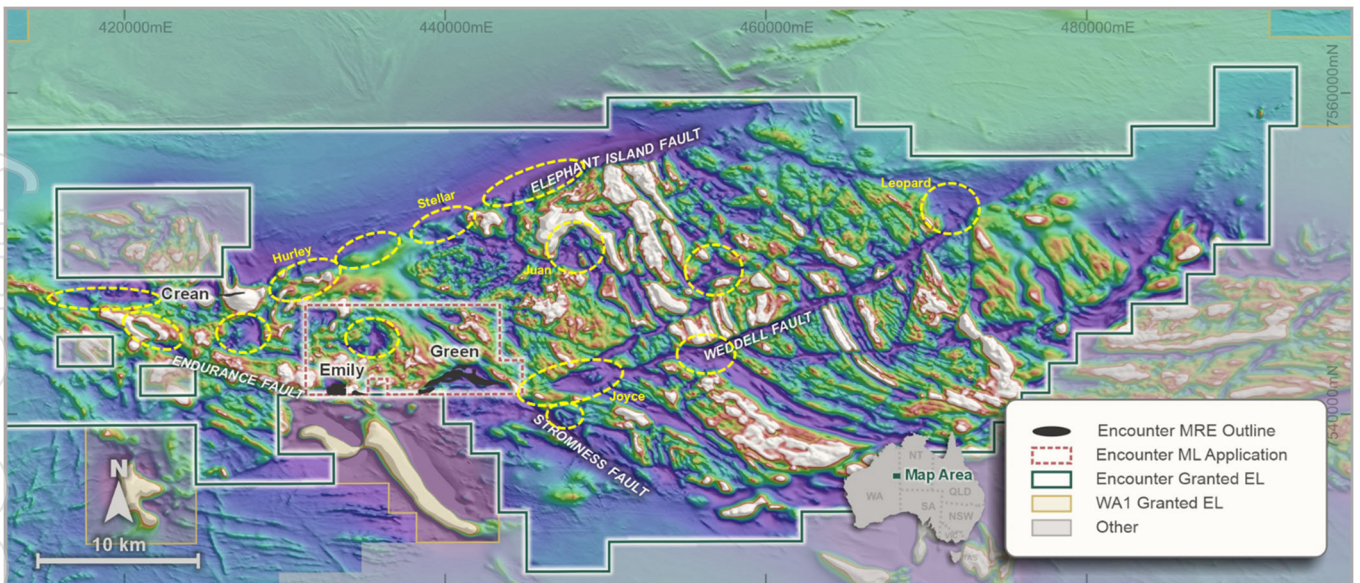 420000mE
440000mE
460000mE
480000mE
7560000mN
ELEPHANT ISLAND FAULT
Leopard
Stellar
Hurley
Juan
Crean
WEDDELL FAULT
Green
Emily
ENDURANCE FAULT
Joyce
STROMNESS FAULT
7540000mN
N
10 km
NT
Map Area
WA
QLD
SA
NSW
Encounter MRE Outline
Encounter ML Application
Encounter Granted EL
WA1 Granted EL
Other